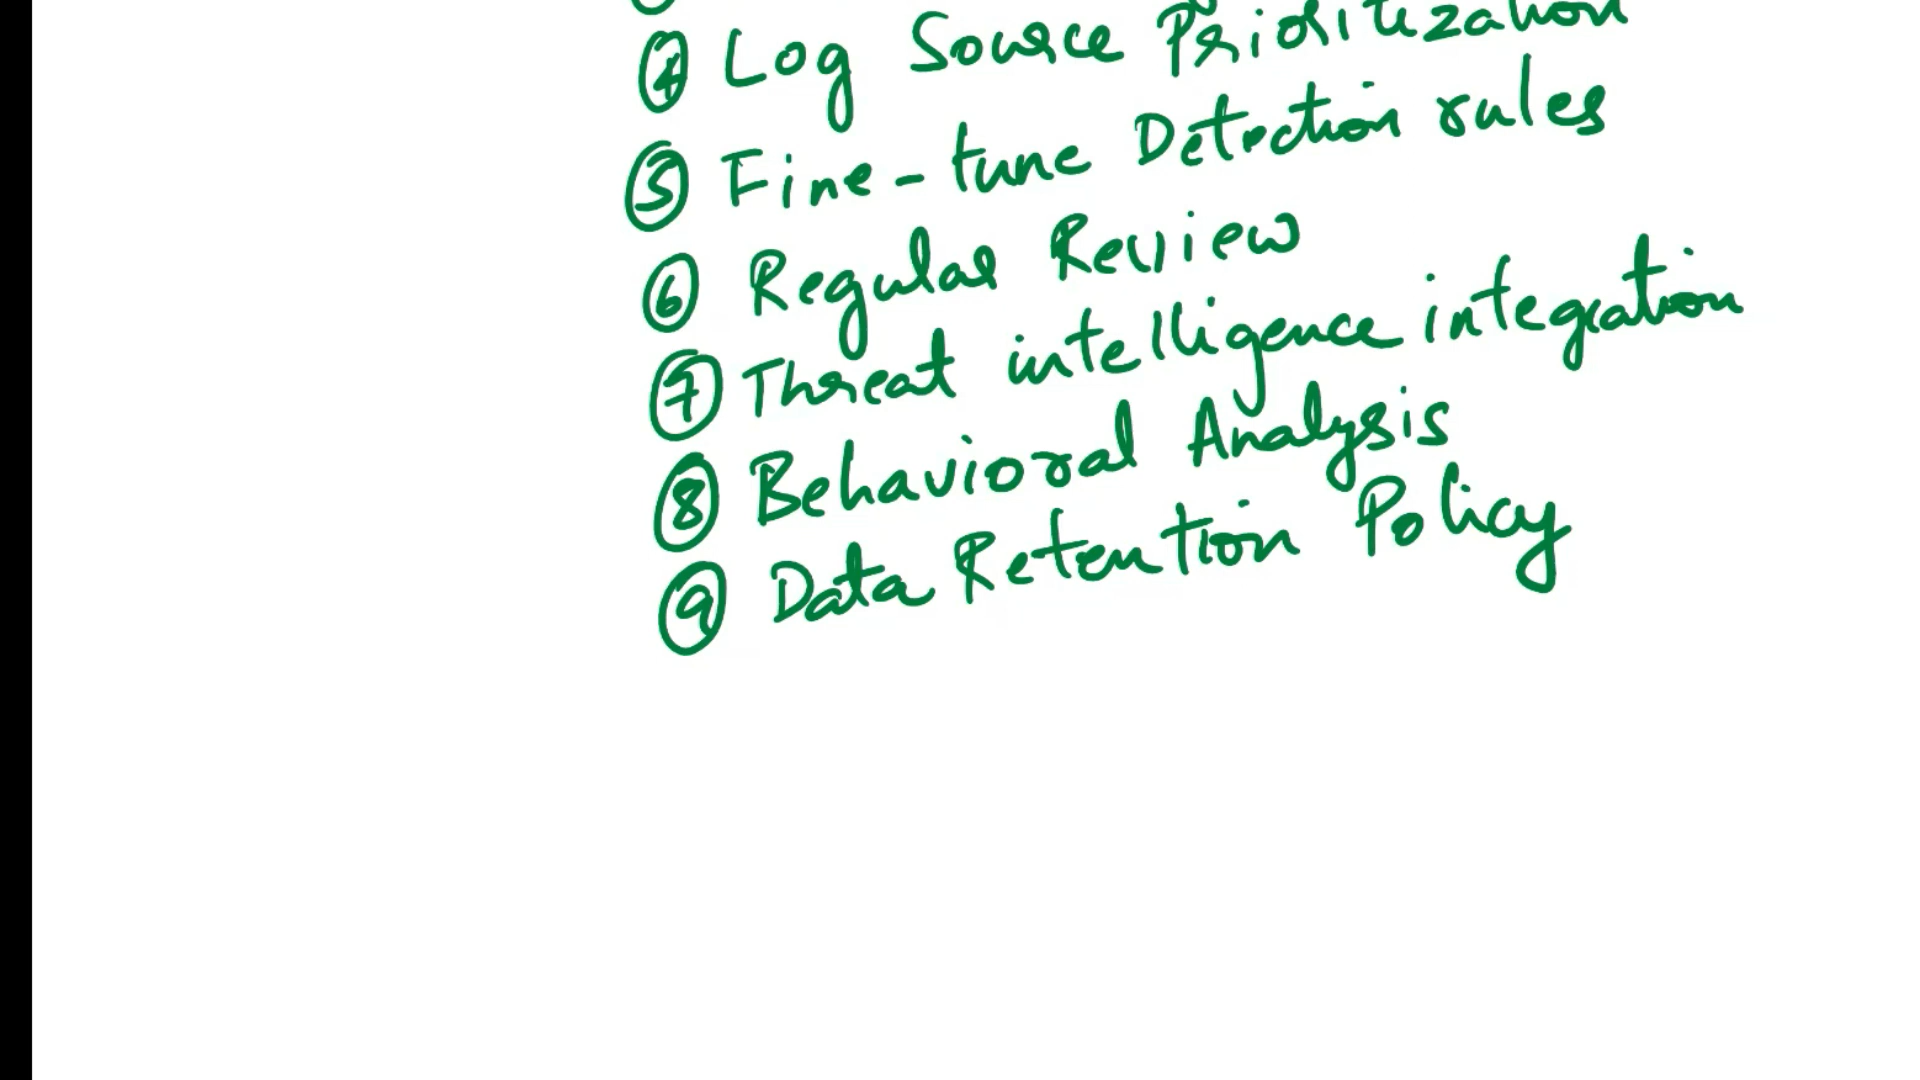 ④ Log Source Prioritization
⑤ Fine-tune Detection rules
⑥ Regular Review
⑦ Threat intelligence integration
⑧ Behavioral Analysis
⑨ Data Retention Policy